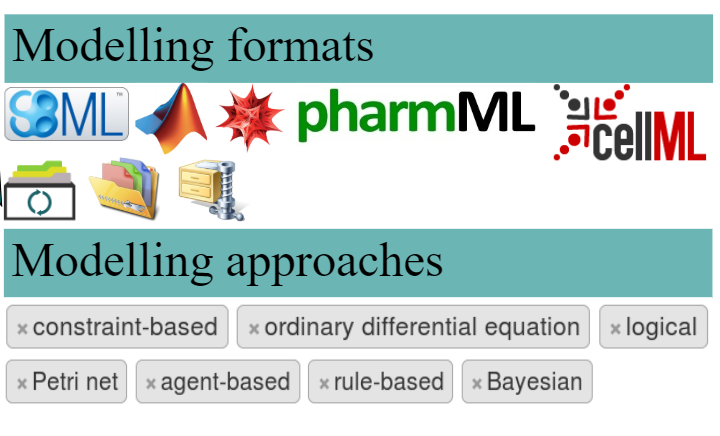 Modelling formats
SBML™ pharmML cellML
Modelling approaches
× constraint-based × ordinary differential equation × logical
× Petri net × agent-based × rule-based × Bayesian